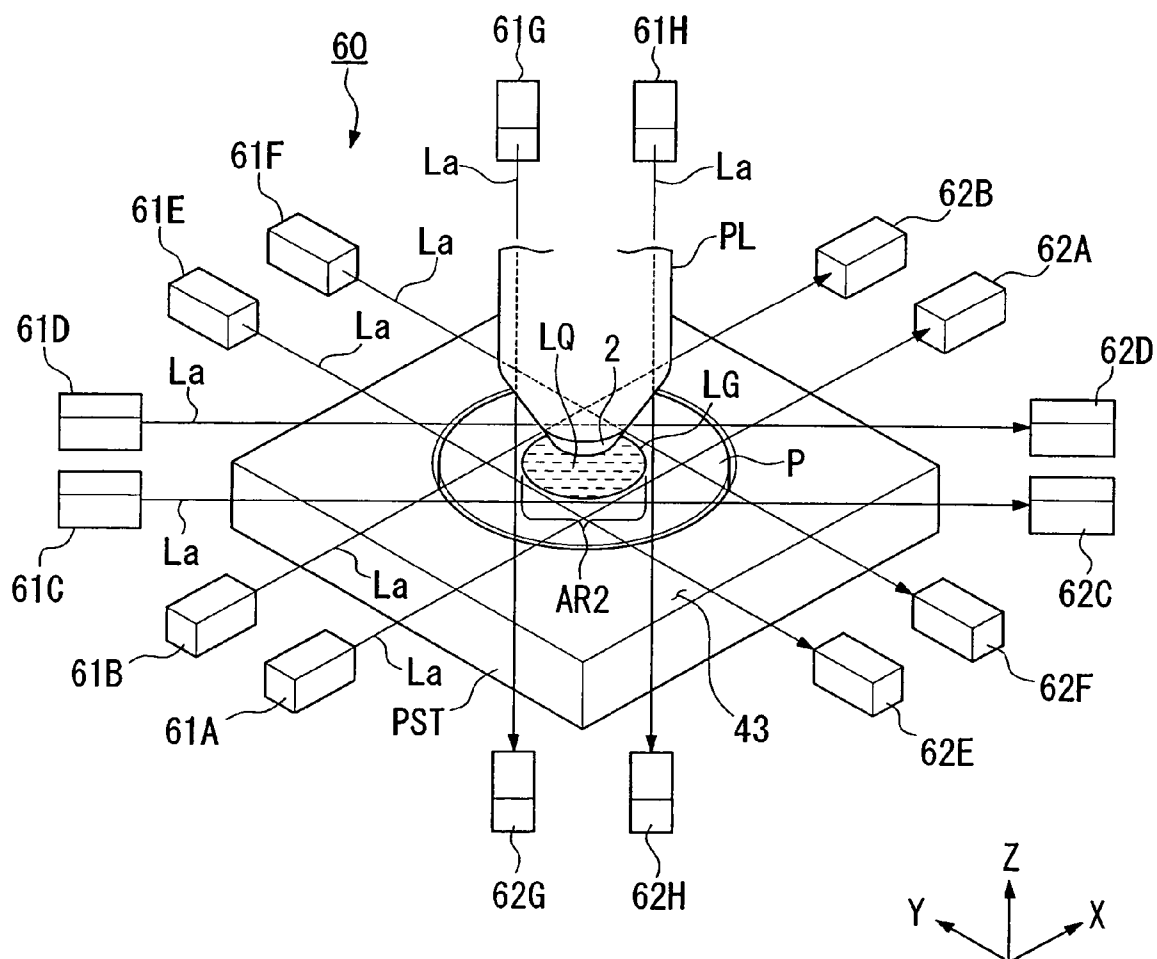 60
61G
61H
61F
La
La
62B
61E
La
PL
62A
61D
La
LQ
2
LG
62D
La
P
La
61C
La
AR2
62C
61B
La
62F
61A
PST
43
62E
62G
62H
Z
Y
X